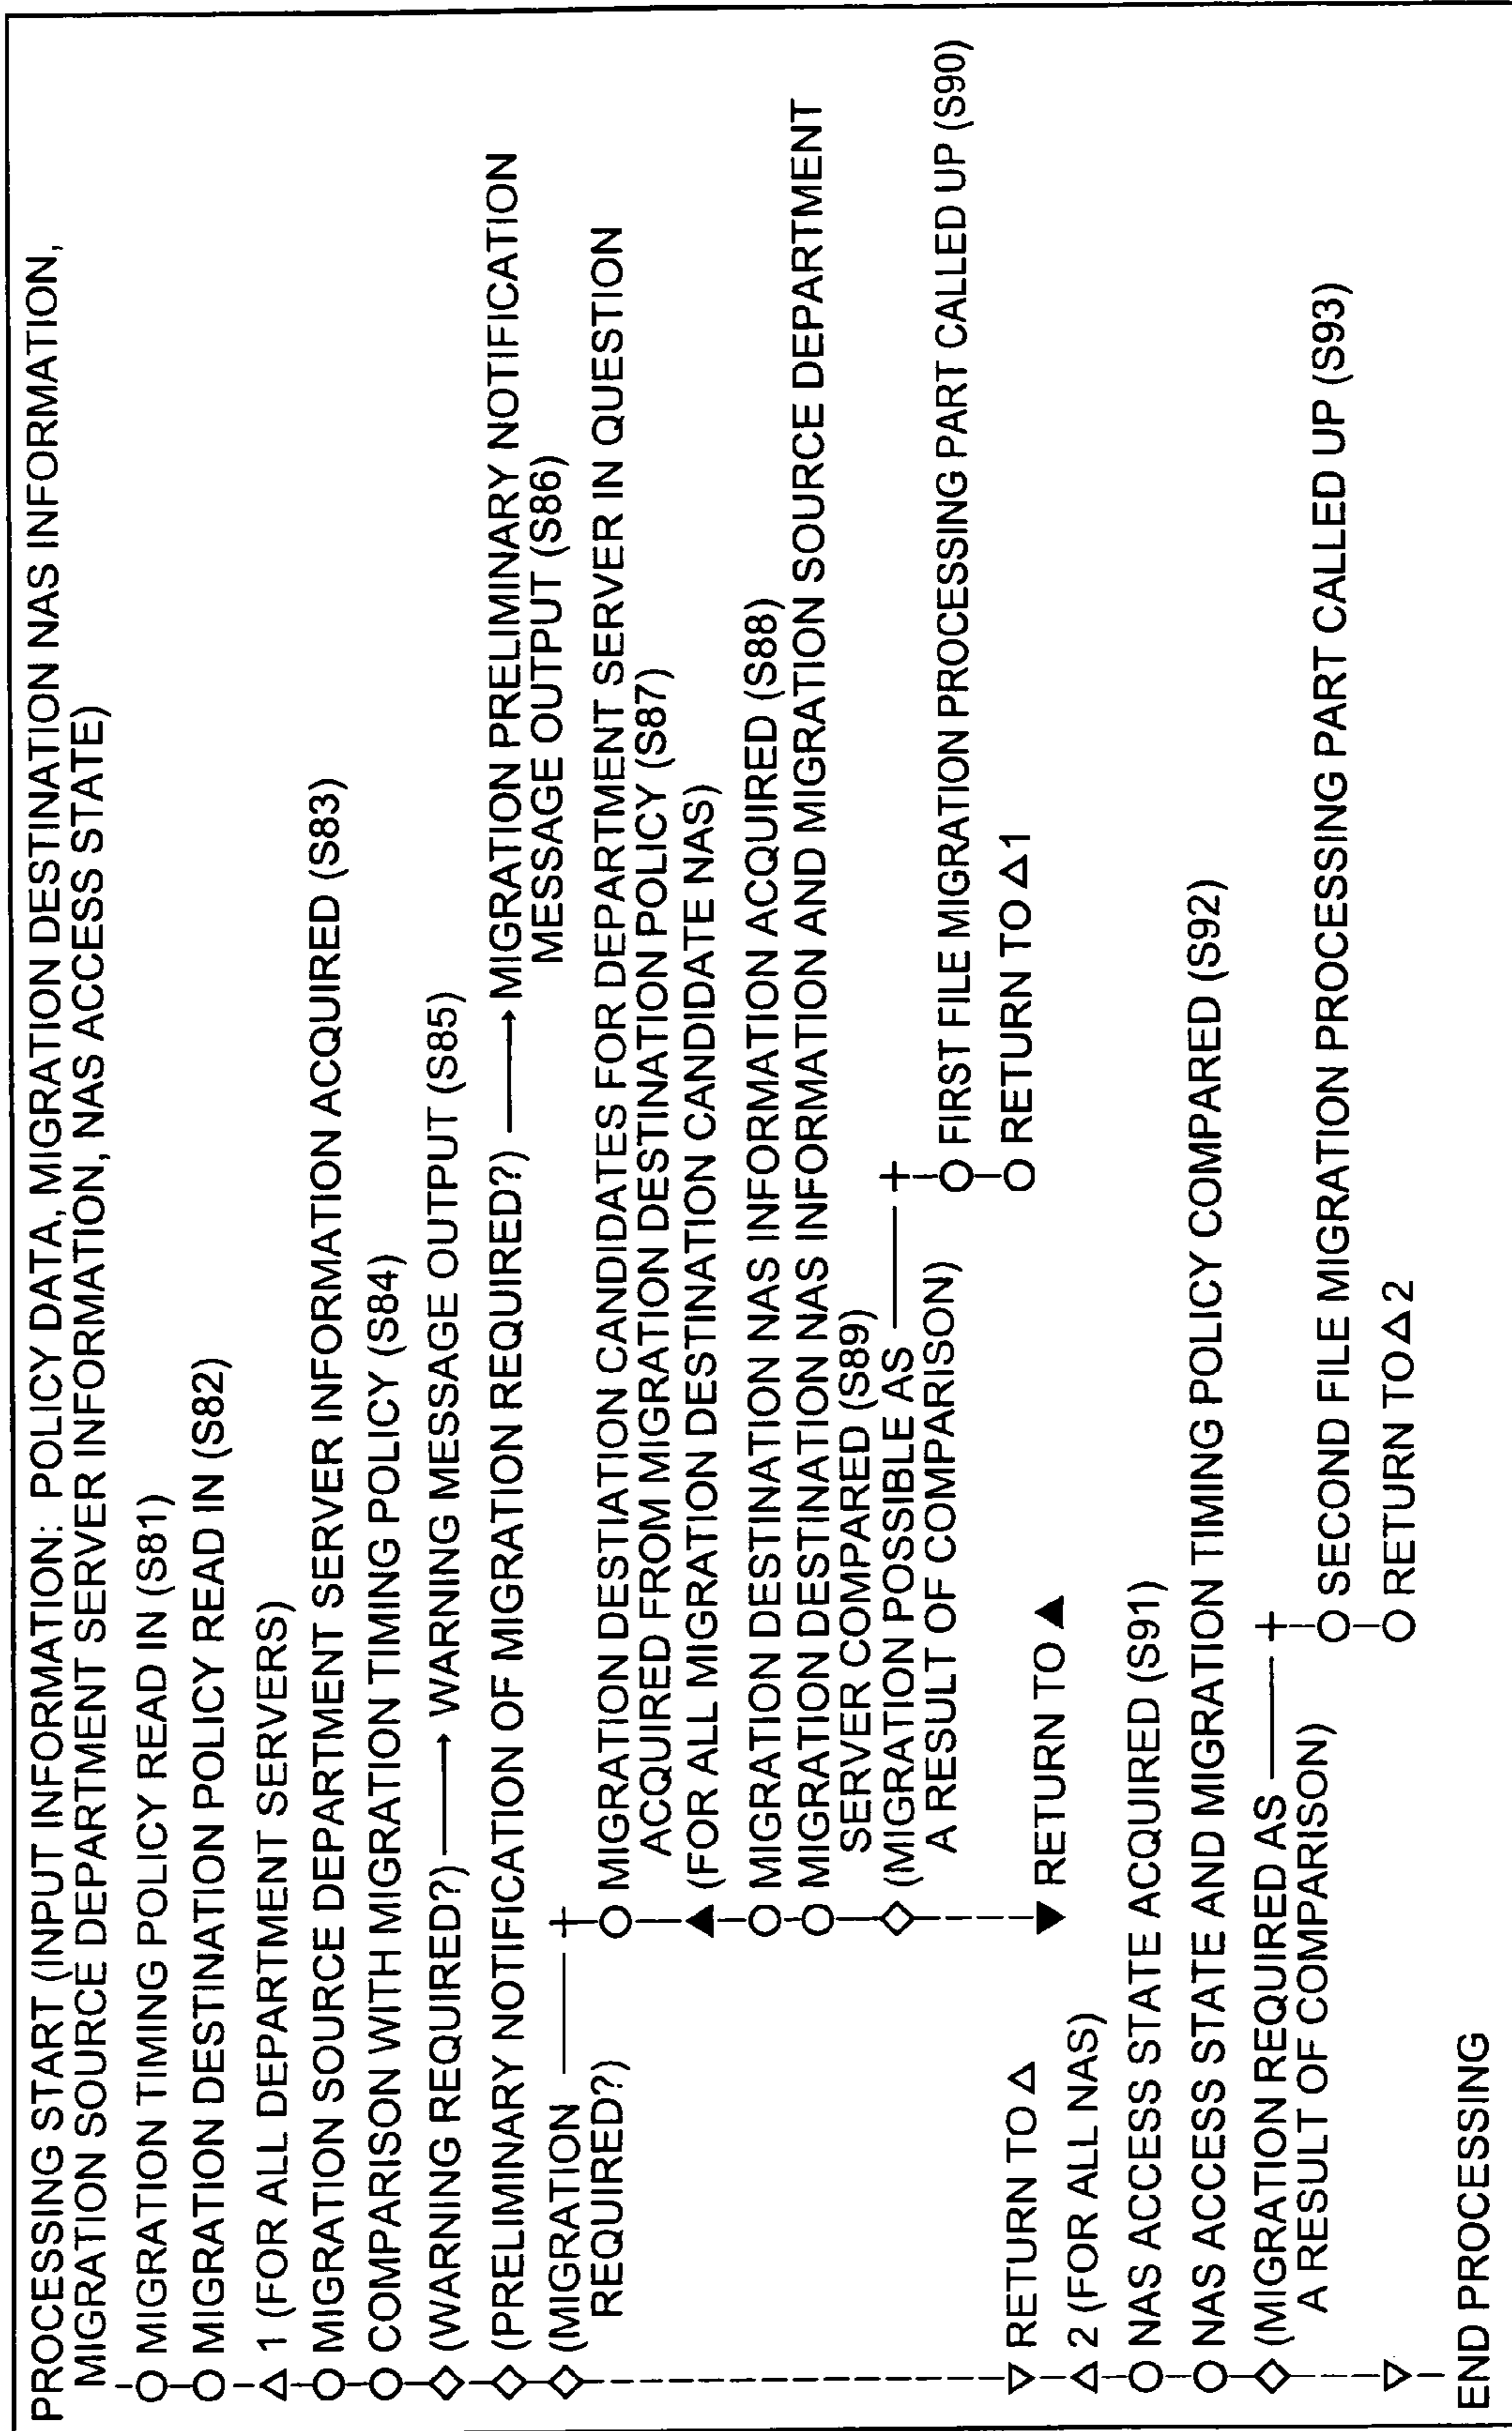 PROCESSING START (INPUT INFORMATION: POLICY DATA, MIGRATION DESTINATION NAS INFORMATION,
MIGRATION SOURCE DEPARTMENT SERVER INFORMATION, NAS ACCESS STATE)
MIGRATION TIMING POLICY READ IN (S81)
MIGRATION DESTINATION POLICY READ IN (S82)
△ 1 (FOR ALL DEPARTMENT SERVERS)
MIGRATION SOURCE DEPARTMENT SERVER INFORMATION ACQUIRED (S83)
COMPARISON WITH MIGRATION TIMING POLICY (S84)
(WARNING REQUIRED?) → WARNING MESSAGE OUTPUT (S85)
(PRELIMINARY NOTIFICATION OF MIGRATION REQUIRED?) → MIGRATION PRELIMINARY NOTIFICATION
MESSAGE OUTPUT (S86)
(MIGRATION
REQUIRED?)
MIGRATION DESTIATION CANDIDATES FOR DEPARTMENT SERVER IN QUESTION
ACQUIRED FROM MIGRATION DESTINATION POLICY (S87)
(FOR ALL MIGRATION DESTINATION CANDIDATE NAS)
MIGRATION DESTINATION NAS INFORMATION ACQUIRED (S88)
MIGRATION DESTINATION NAS INFORMATION AND MIGRATION SOURCE DEPARTMENT
SERVER COMPARED (S89)
(MIGRATION POSSIBLE AS
A RESULT OF COMPARISON)
FIRST FILE MIGRATION PROCESSING PART CALLED UP (S90)
RETURN TO △1
RETURN TO ▲
RETURN TO △
△ 2 (FOR ALL NAS)
NAS ACCESS STATE ACQUIRED (S91)
NAS ACCESS STATE AND MIGRATION TIMING POLICY COMPARED (S92)
(MIGRATION REQUIRED AS
A RESULT OF COMPARISON)
SECOND FILE MIGRATION PROCESSING PART CALLED UP (S93)
RETURN TO △ 2
END PROCESSING